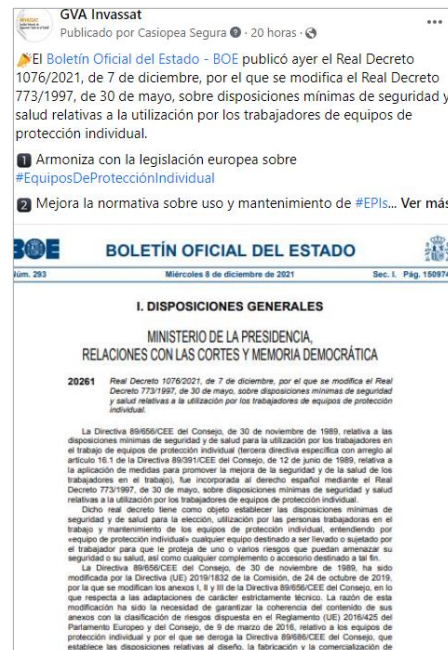 GVA Invassat
Publicado por Casiopea Segura · 20 horas ·
El Boletín Oficial del Estado - BOE publicó ayer el Real Decreto
1076/2021, de 7 de diciembre, por el que se modifica el Real Decreto
773/1997, de 30 de mayo, sobre disposiciones mínimas de seguridad y
salud relativas a la utilización por los trabajadores de equipos de
protección individual.
1 Armoniza con la legislación europea sobre
#EquiposDeProtecciónIndividual
2 Mejora la normativa sobre uso y mantenimiento de #EPIs... Ver más
BOE BOLETÍN OFICIAL DEL ESTADO
Núm. 293 Miércoles 8 de diciembre de 2021 Sec. I. Pág. 150974
I. DISPOSICIONES GENERALES
MINISTERIO DE LA PRESIDENCIA,
RELACIONES CON LAS CORTES Y MEMORIA DEMOCRÁTICA
20261 Real Decreto 1076/2021, de 7 de diciembre, por el que se modifica el Real
Decreto 773/1997, de 30 de mayo, sobre disposiciones mínimas de seguridad
y salud relativas a la utilización por los trabajadores de equipos de protección
individual.
La Directiva 89/656/CEE del Consejo, de 30 de noviembre de 1989, relativa a las
disposiciones mínimas de seguridad y de salud para la utilización por los trabajadores en
el trabajo de equipos de protección individual (tercera directiva específica con arreglo al
artículo 16.1 de la Directiva 89/391/CEE del Consejo, de 12 de junio de 1989, relativa a
la aplicación de medidas para promover la mejora de la seguridad y de la salud de los
trabajadores en el trabajo), fue incorporada al derecho español mediante el Real
Decreto 773/1997, de 30 de mayo, sobre disposiciones mínimas de seguridad y salud
relativas a la utilización por los trabajadores de equipos de protección individual.
Dicho real decreto tiene como objeto establecer las disposiciones mínimas de
seguridad y de salud para la elección, utilización por las personas trabajadoras en el
trabajo y mantenimiento de los equipos de protección individual, entendiendo por
«equipo de protección individual» cualquier equipo destinado a ser llevado o sujetado por
el trabajador para que le proteja de uno o varios riesgos que puedan amenazar su
seguridad o su salud, así como cualquier complemento o accesorio destinado a tal fin.
La Directiva 89/656/CEE del Consejo, de 30 de noviembre de 1989, ha sido
modificada por la Directiva (UE) 2019/1832 de la Comisión, de 24 de octubre de 2019,
por la que se modifican los anexos I, II y III de la Directiva 89/656/CEE del Consejo, en lo
que respecta a las adaptaciones de carácter estrictamente técnico. La razón de esta
modificación ha sido la necesidad de garantizar la coherencia del contenido de sus
anexos con la clasificación de riesgos dispuesta en el Reglamento (UE) 2016/425 del
Parlamento Europeo y del Consejo, de 9 de marzo de 2016, relativo a los equipos de
protección individual y por el que se deroga la Directiva 89/686/CEE del Consejo, que
establece las disposiciones relativas al diseño, la fabricación y la comercialización de